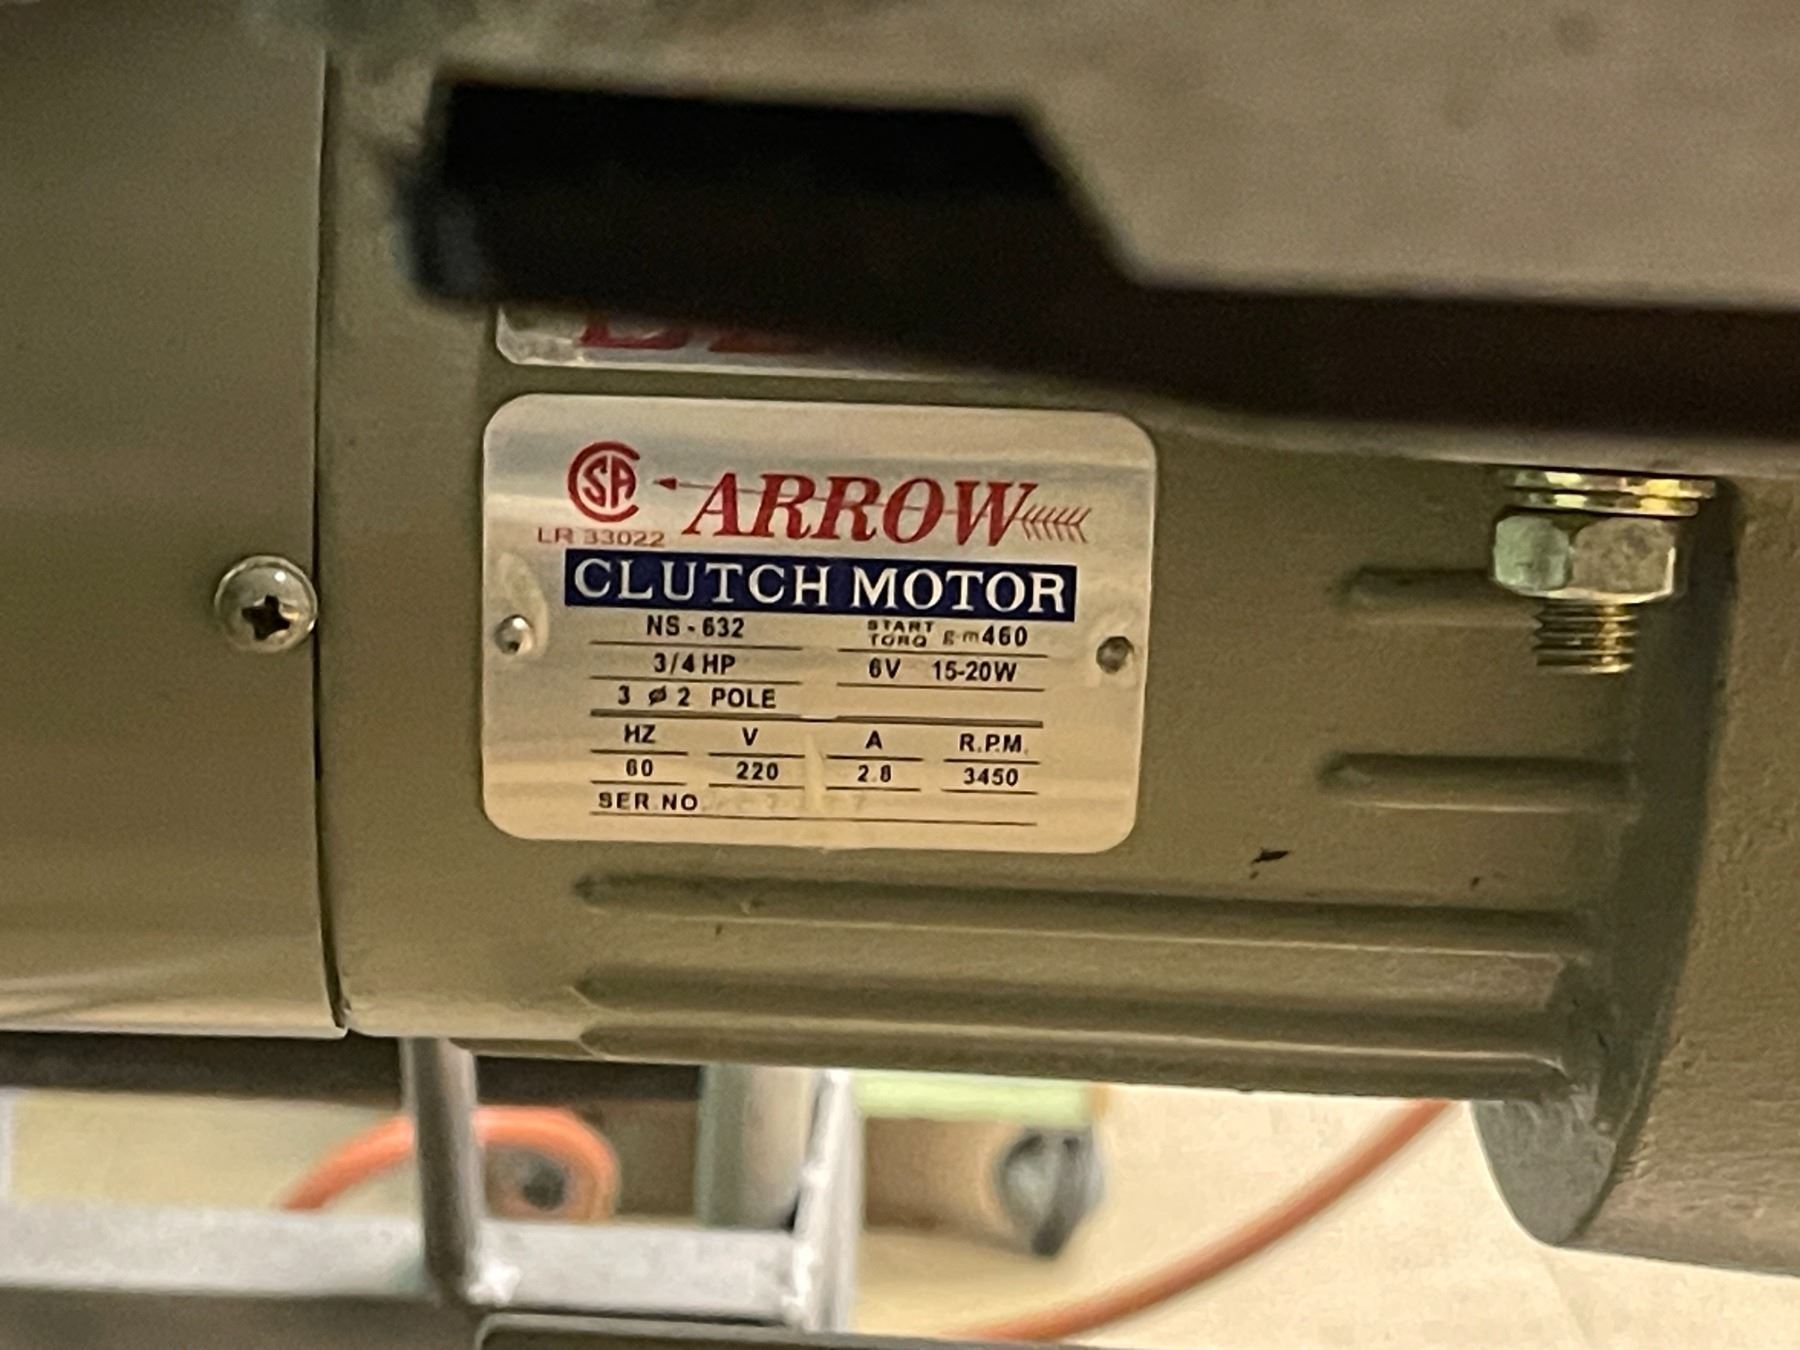 CSA ARROW
LR 33022
CLUTCH MOTOR
NS-632 START TORQ g-m 460
3/4 HP 6V 15-20W
3 ø 2 POLE
HZ V A R.P.M.
60 220 2.8 3450
SER.NO